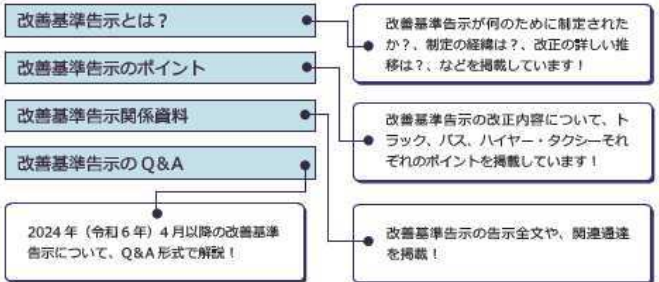 改善基準告示とは？
改善基準告示のポイント
改善基準告示関係資料
改善基準告示のQ&A
2024年（令和6年）4月以降の改善基準
告示について、Q&A形式で解説！
改善基準告示が何のために制定された
か？、制定の経緯は？、改正の詳しい推
移は？、などを掲載しています！
改善基準告示の改正内容について、ト
ラック、バス、ハイヤー・タクシーそれ
ぞれのポイントを掲載しています！
改善基準告示の告示全文や、関連通達
を掲載！